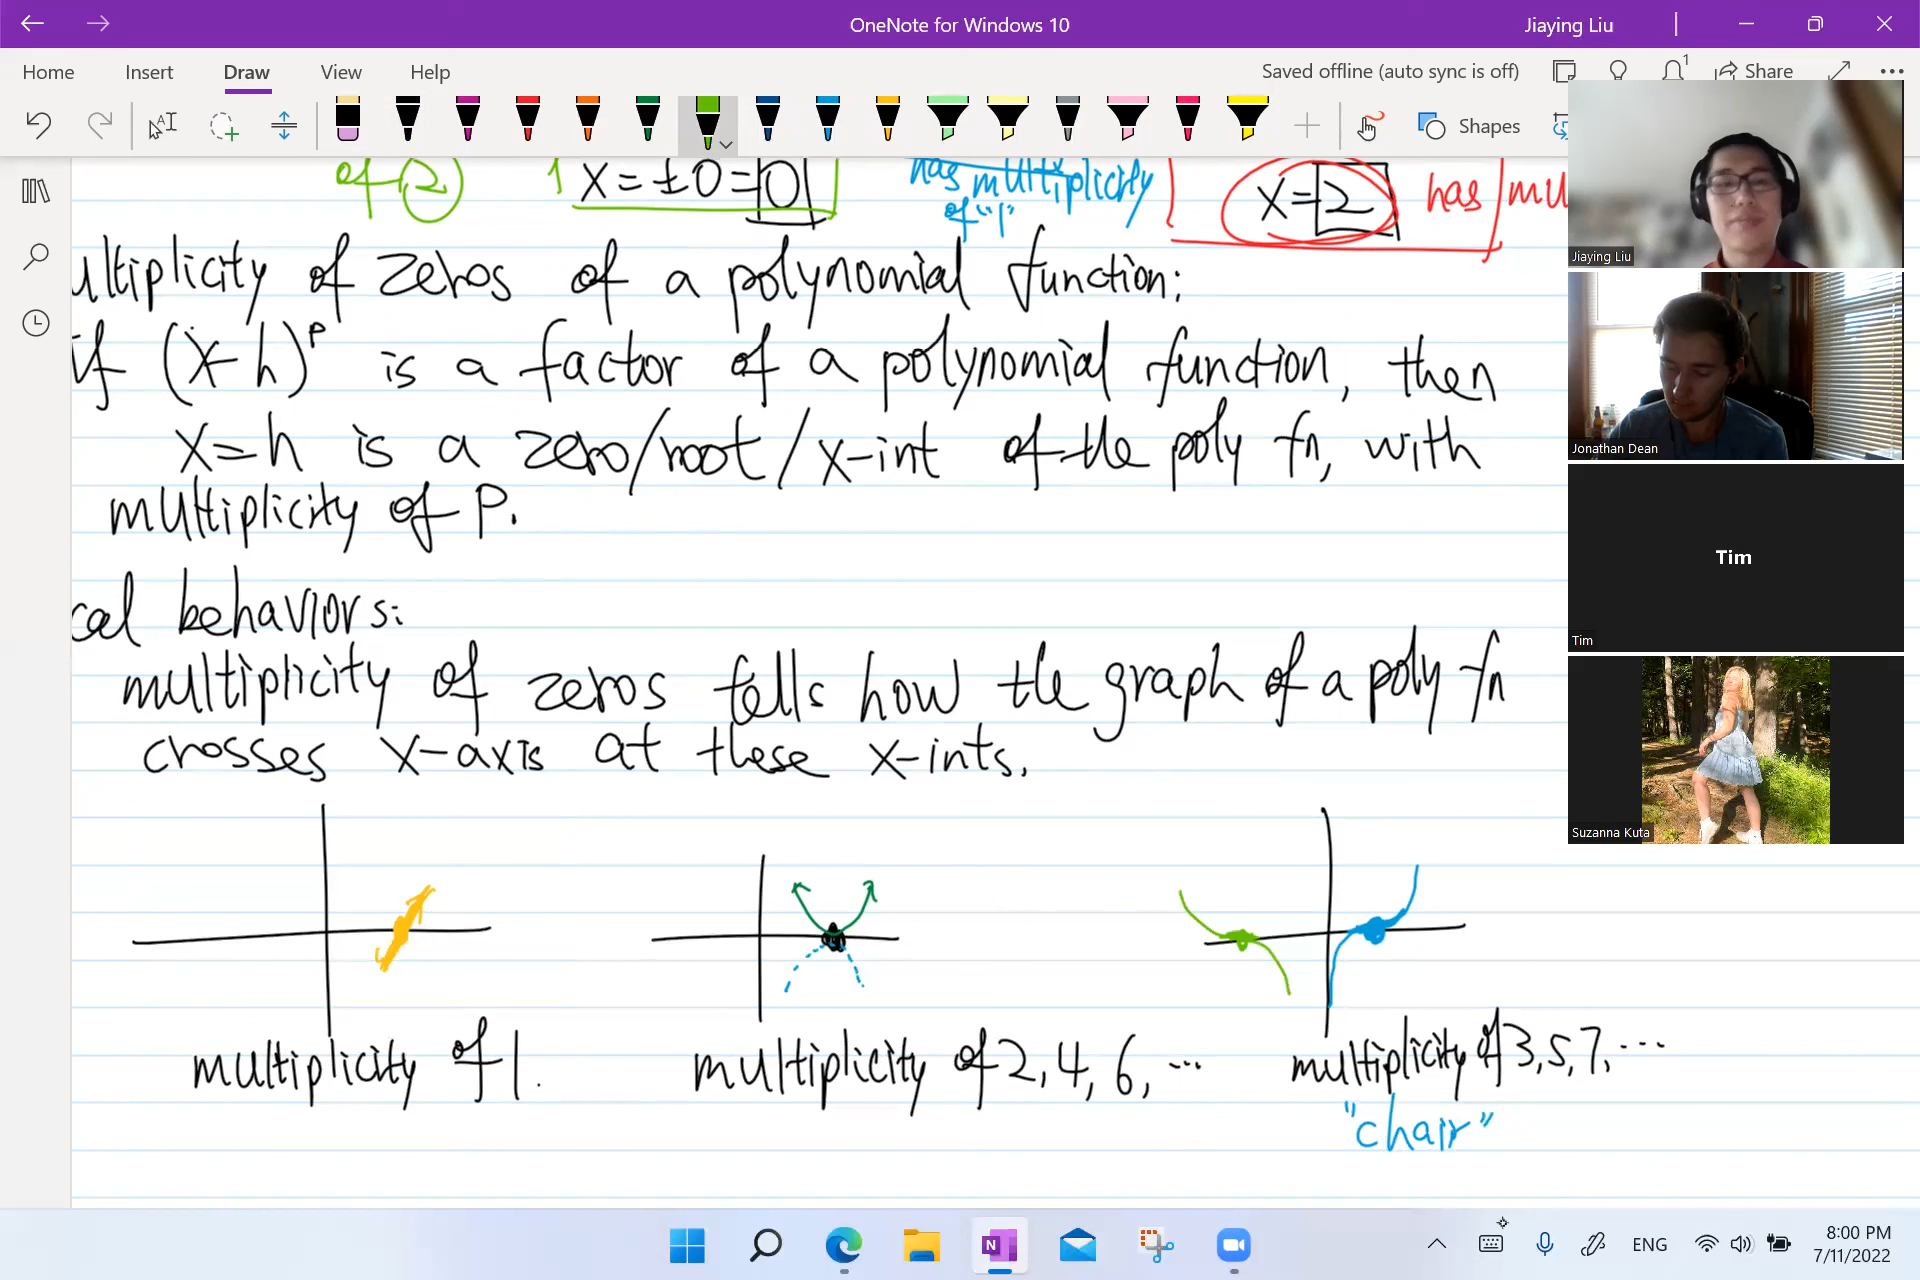 OneNote for Windows 10
Jiaying Liu
Home Insert Draw View Help
Saved offline (auto sync is off)
1
Share
Shapes
of 2
1 x = ±0 = 0
has multiplicity
of "1"
x = 2 has mu
ultiplicity of zeros of a polynomial function:
if (x-h)^p is a factor of a polynomial function, then
x=h is a zero/root/x-int of the poly fn, with
multiplicity of P.
cal behaviors:
multiplicity of zeros tells how the graph of a poly fn
crosses x-axis at these x-ints.
multiplicity of 1.
multiplicity of 2, 4, 6, ...
multiplicity of 3, 5, 7, ...
"chair"
Jiaying Liu
Jonathan Dean
Tim
Tim
Suzanna Kuta
ENG
8:00 PM
7/11/2022